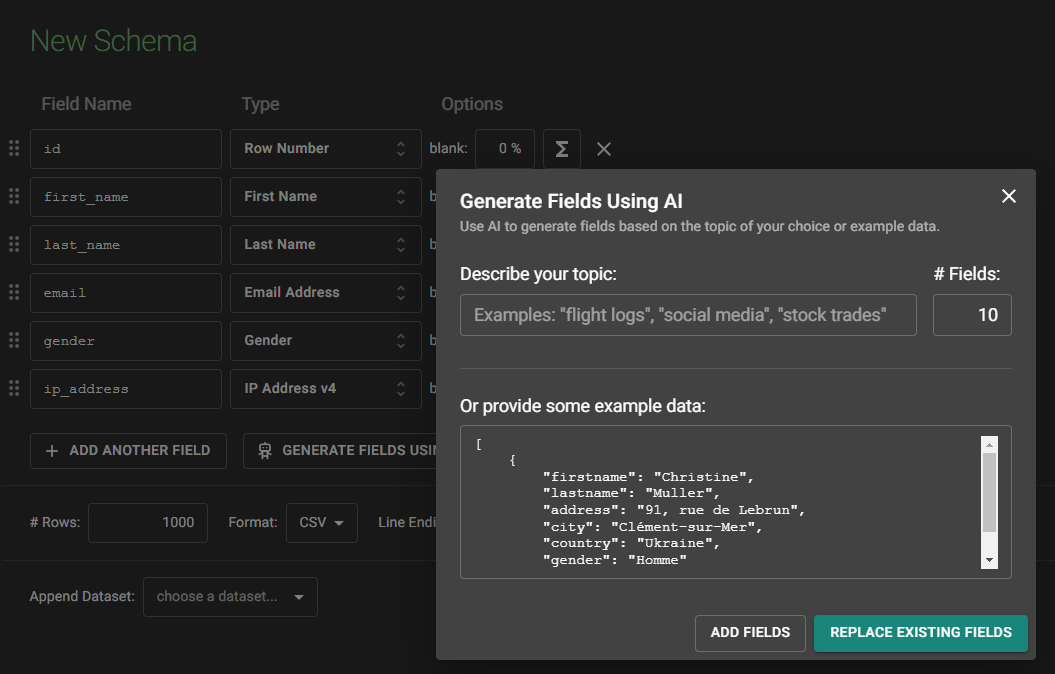 New Schema
Field Name Type Options
id Row Number blank: 0 % Σ
first_name First Name b
last_name Last Name b
email Email Address b
gender Gender b
ip_address IP Address v4 b
ADD ANOTHER FIELD GENERATE FIELDS USIN
# Rows: 1000 Format: CSV Line Endi
Append Dataset: choose a dataset...
Generate Fields Using AI
Use AI to generate fields based on the topic of your choice or example data.
Describe your topic: # Fields:
Examples: "flight logs", "social media", "stock trades" 10
Or provide some example data:
[
{
"firstname": "Christine",
"lastname": "Muller",
"address": "91, rue de Lebrun",
"city": "Clément-sur-Mer",
"country": "Ukraine",
"gender": "Homme"
ADD FIELDS REPLACE EXISTING FIELDS